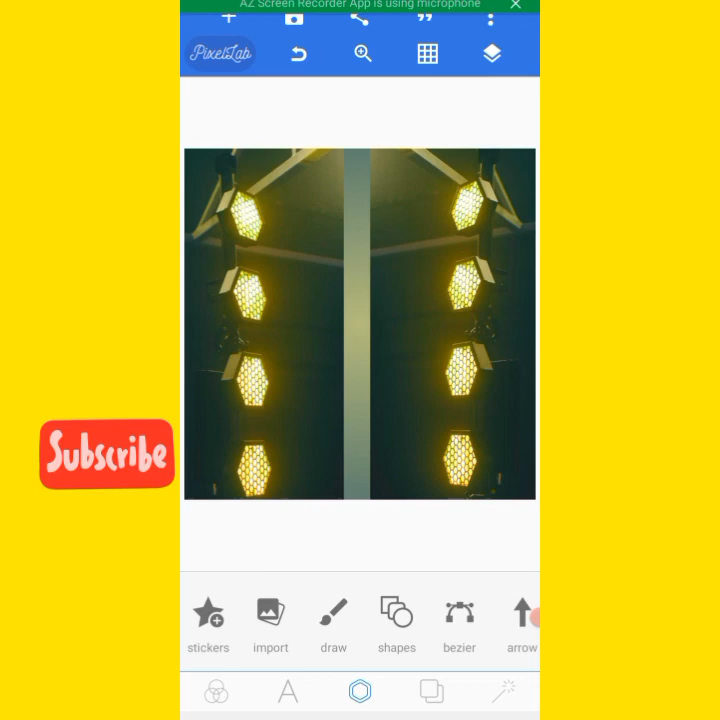 AZ Screen Recorder App is using microphone
PixelLab
Subscribe
stickers import draw shapes bezier arrow